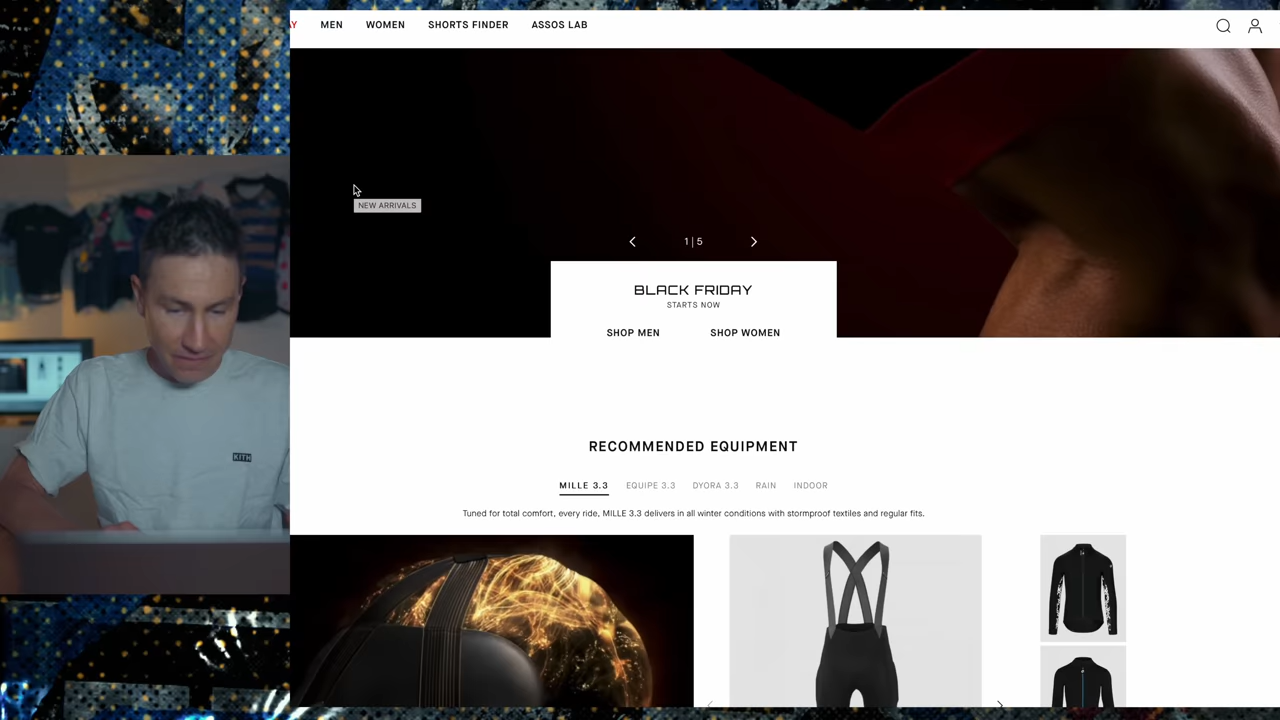 AY MEN WOMEN SHORTS FINDER ASSOS LAB
NEW ARRIVALS
1 | 5
BLACK FRIDAY
STARTS NOW
SHOP MEN SHOP WOMEN
KITH
RECOMMENDED EQUIPMENT
MILLE 3.3 EQUIPE 3.3 DYORA 3.3 RAIN INDOOR
Tuned for total comfort, every ride, MILLE 3.3 delivers in all winter conditions with stormproof textiles and regular fits.